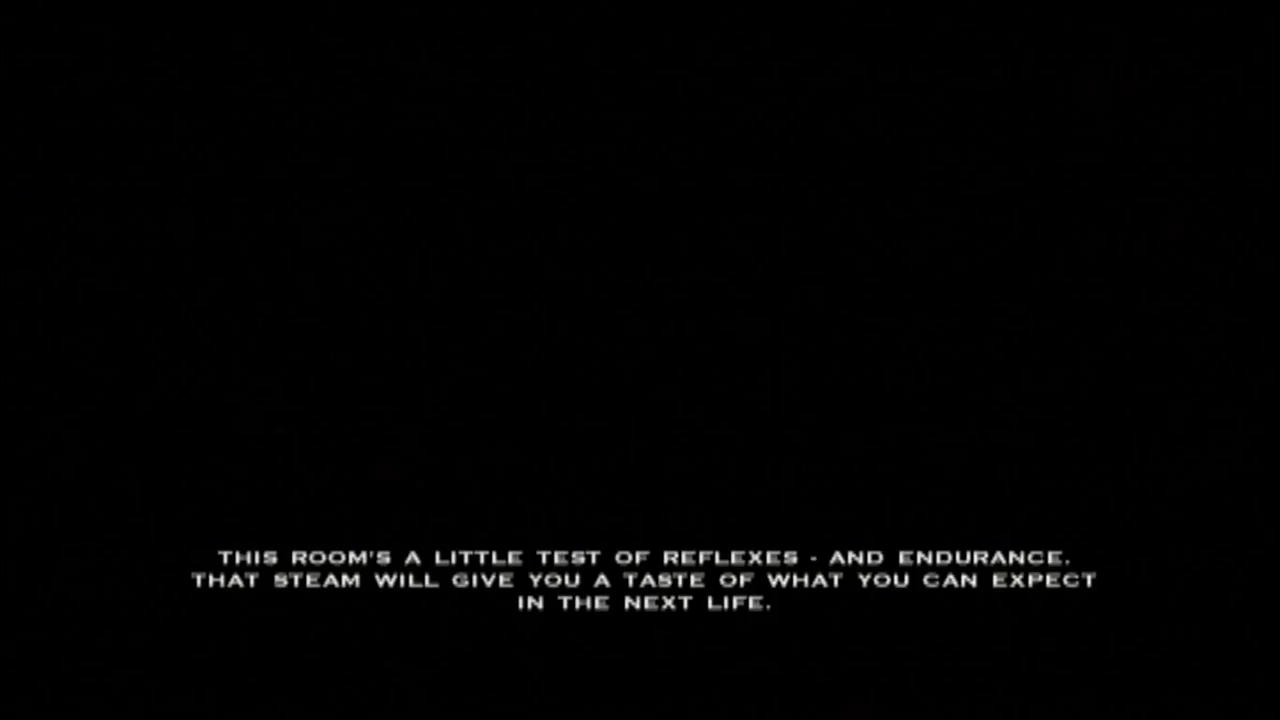 THIS ROOM'S A LITTLE TEST OF REFLEXES - AND ENDURANCE.
THAT STEAM WILL GIVE YOU A TASTE OF WHAT YOU CAN EXPECT
IN THE NEXT LIFE.